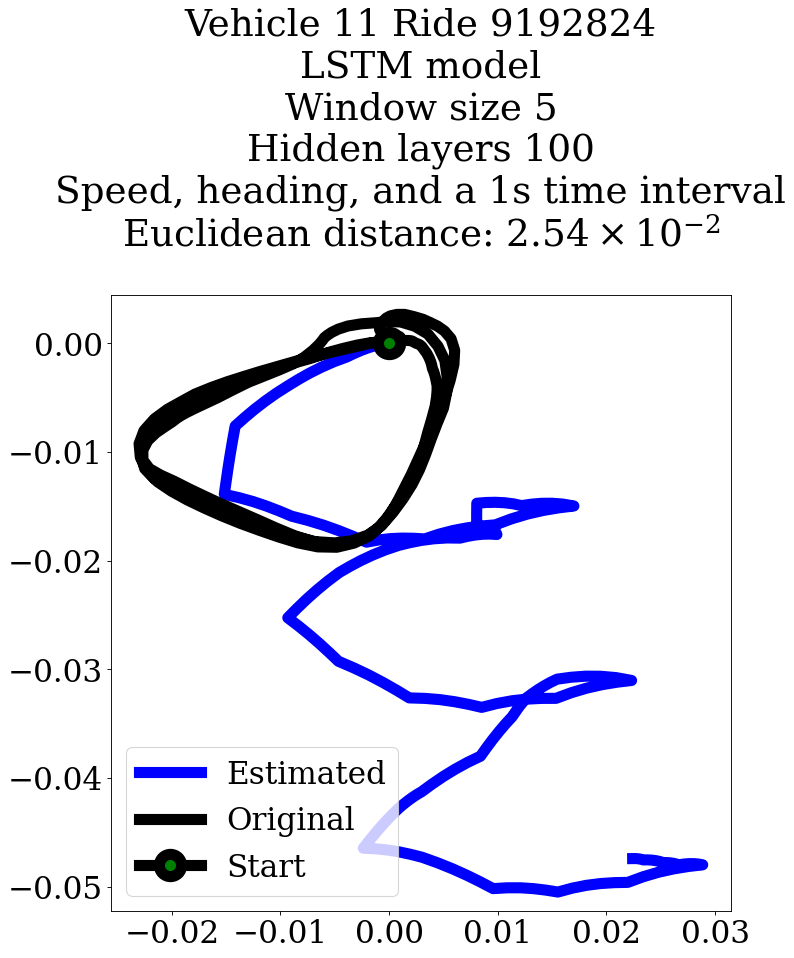 Vehicle 11 Ride 9192824
LSTM model
Window size 5
Hidden layers 100
Speed, heading, and a 1s time interval
Euclidean distance: 2.54 × 10⁻²
0.00
−0.01
−0.02
−0.03
−0.04
−0.05
Estimated
Original
Start
−0.02 −0.01 0.00 0.01 0.02 0.03